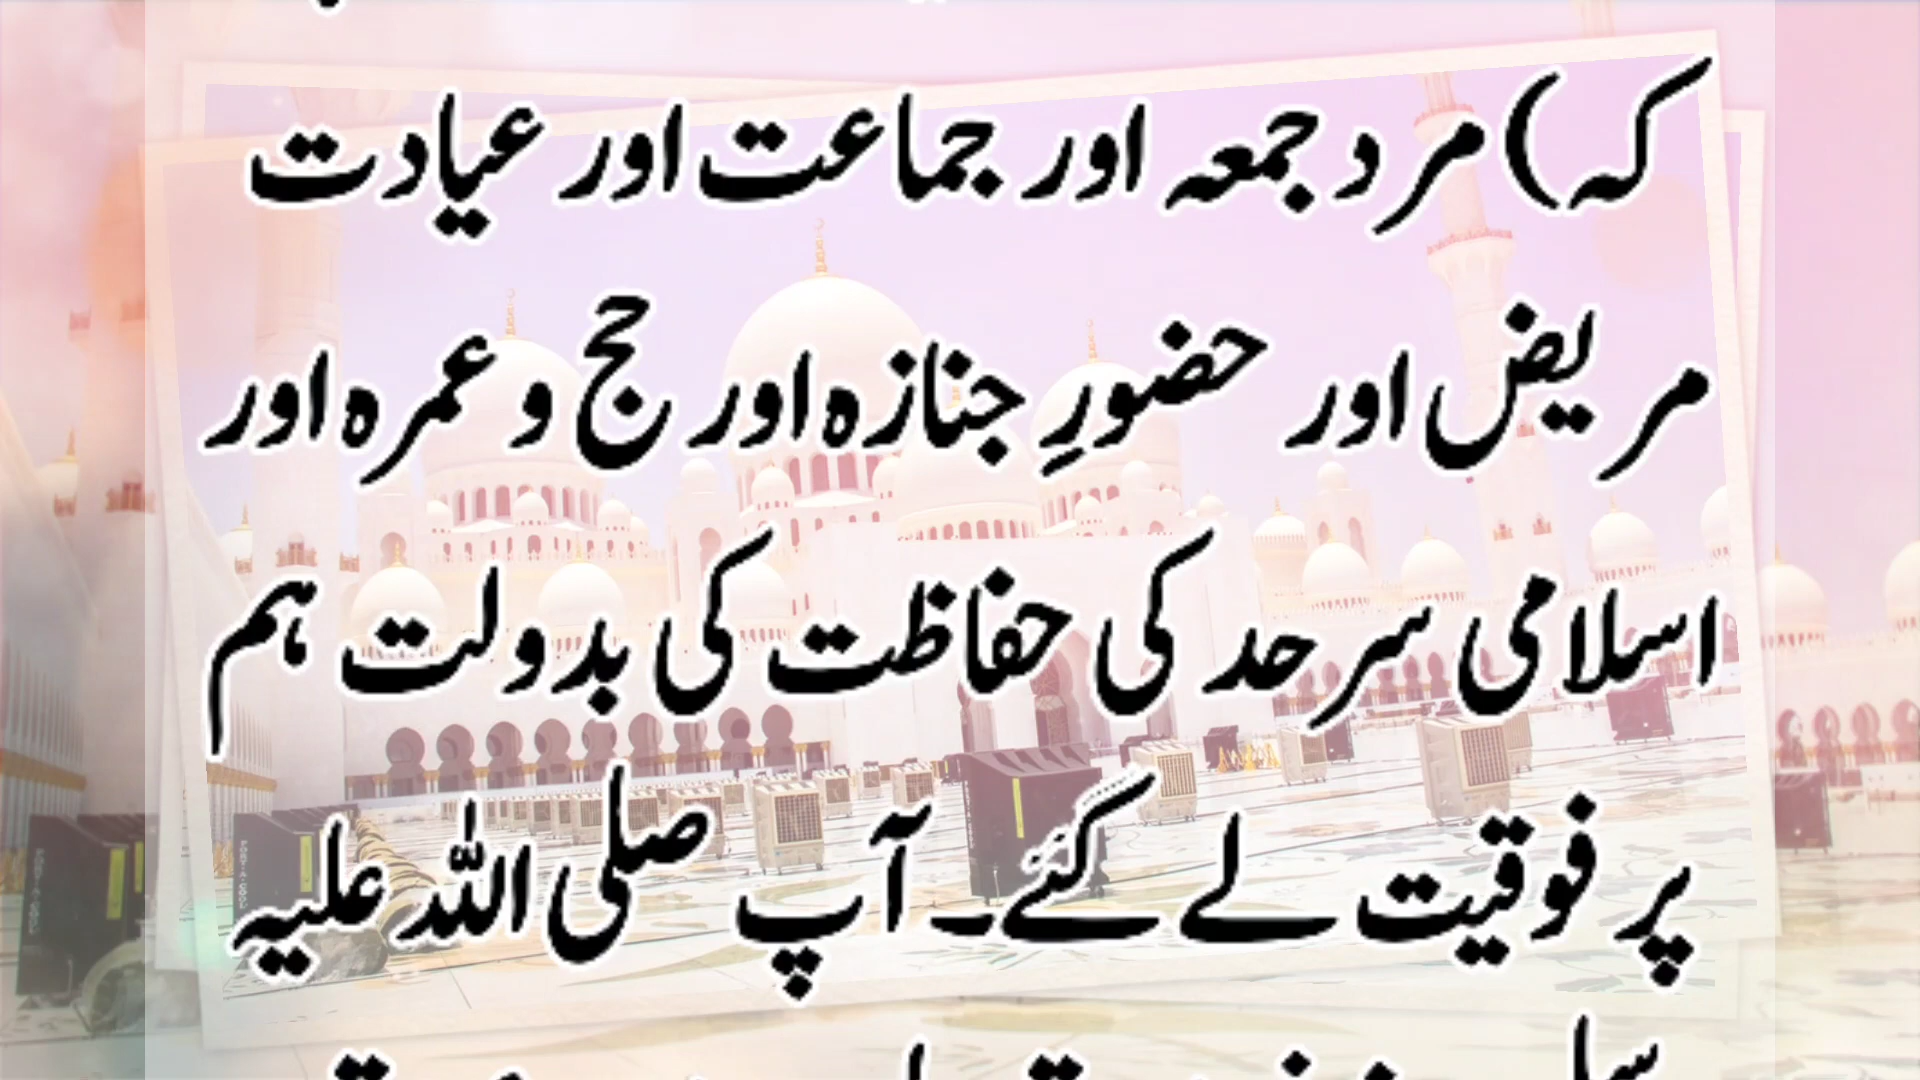 کہ) مرد جمعہ اور جماعت اور عیادت
مریض اور حضورِ جنازہ اور حج و عمرہ اور
اسلامی سرحد کی حفاظت کی بدولت ہم
پر فوقیت لے گئے۔ آپ صلی اللہ علیہ